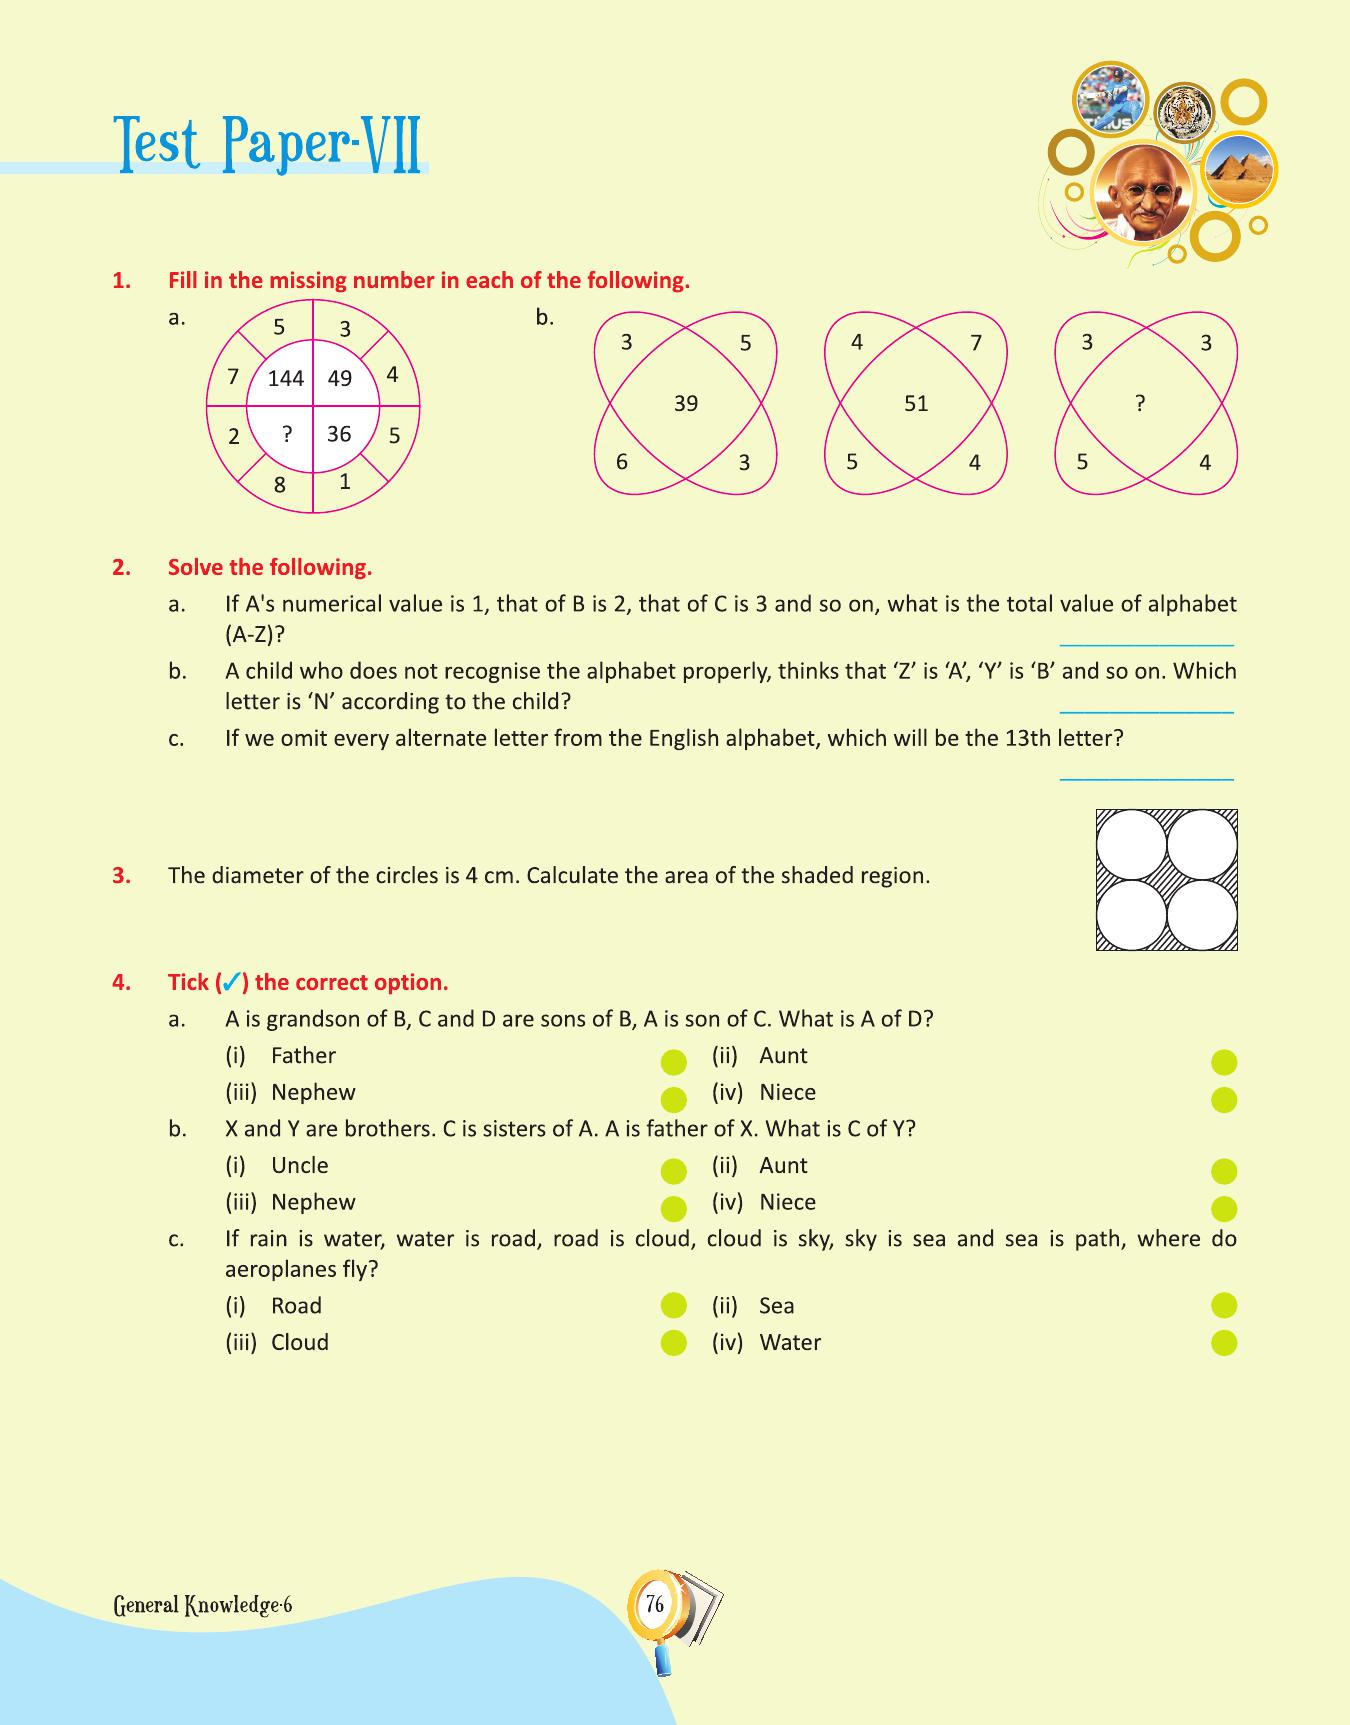 Test Paper-VII
1. Fill in the missing number in each of the following.
a.
5 3
7 144 49 4
2 ? 36 5
8 1
b.
3 5
39
6 3
4 7
51
5 4
3 3
?
5 4
2. Solve the following.
a. If A's numerical value is 1, that of B is 2, that of C is 3 and so on, what is the total value of alphabet
(A-Z)?
b. A child who does not recognise the alphabet properly, thinks that ‘Z’ is ‘A’, ‘Y’ is ‘B’ and so on. Which
letter is ‘N’ according to the child?
c. If we omit every alternate letter from the English alphabet, which will be the 13th letter?
3. The diameter of the circles is 4 cm. Calculate the area of the shaded region.
4. Tick (✓) the correct option.
a. A is grandson of B, C and D are sons of B, A is son of C. What is A of D?
(i) Father (ii) Aunt
(iii) Nephew (iv) Niece
b. X and Y are brothers. C is sisters of A. A is father of X. What is C of Y?
(i) Uncle (ii) Aunt
(iii) Nephew (iv) Niece
c. If rain is water, water is road, road is cloud, cloud is sky, sky is sea and sea is path, where do
aeroplanes fly?
(i) Road (ii) Sea
(iii) Cloud (iv) Water
General Knowledge-6
76